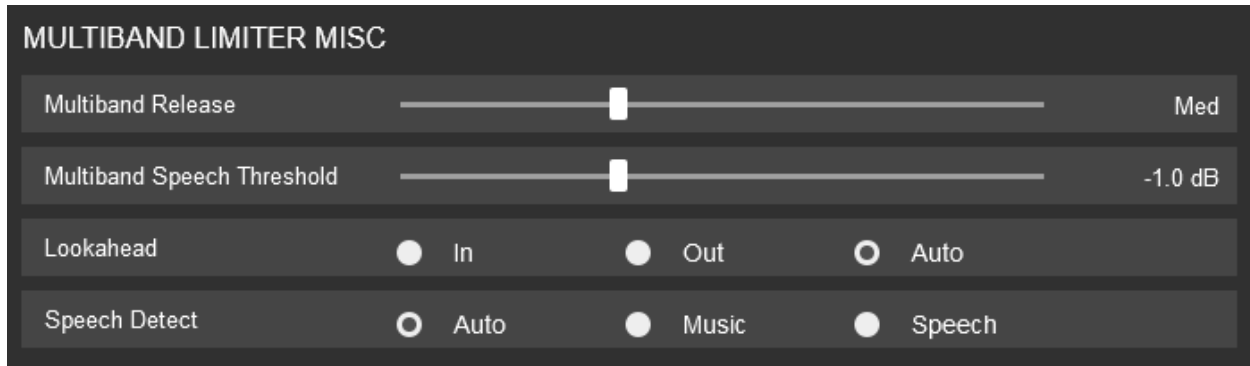 MULTIBAND LIMITER MISC
Multiband Release Med
Multiband Speech Threshold -1.0 dB
Lookahead In Out Auto
Speech Detect Auto Music Speech